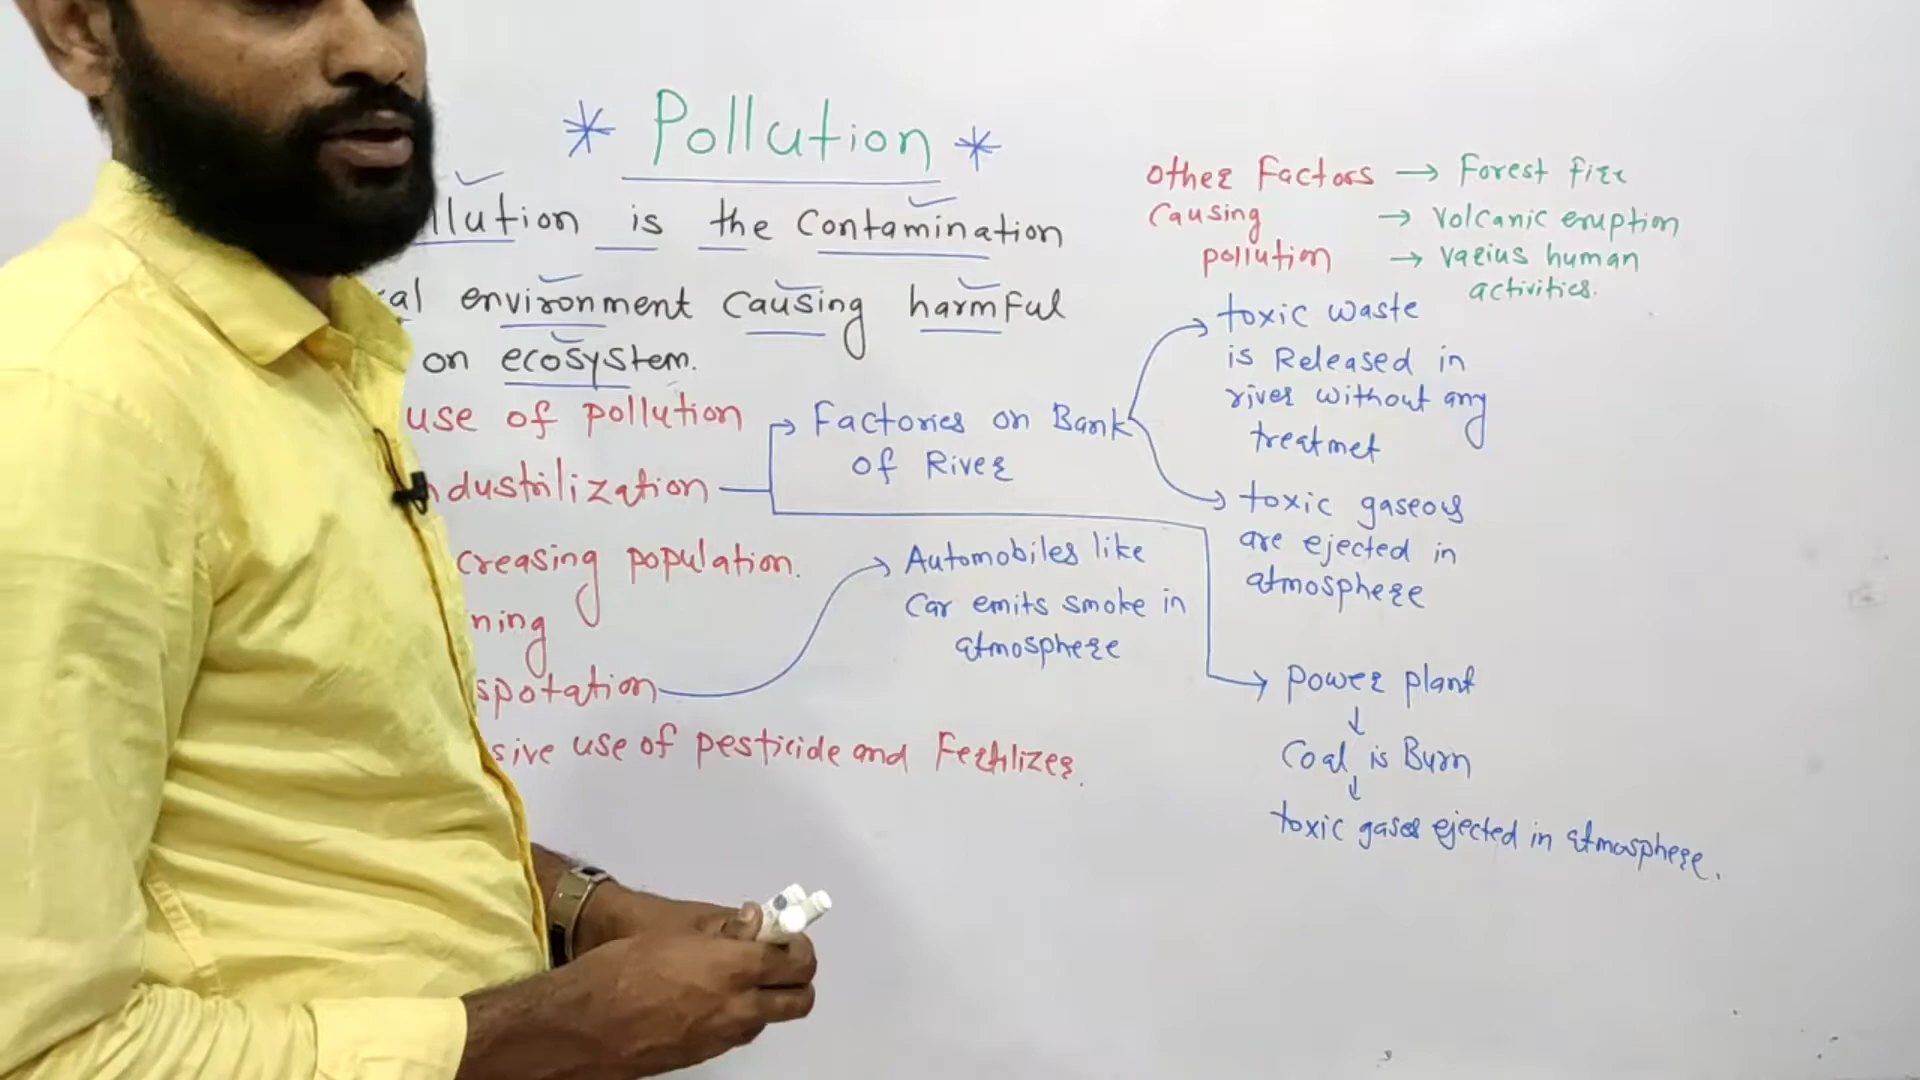 * Pollution *
llution is the Contamination
al environment causing harmful
on ecosystem.
use of pollution
ndustrilization
creasing population.
ning
spotation
sive use of pesticide and Fertilizer.
Factories on Bank
of River
Automobiles like
Car emits smoke in
atmosphere
other Factors → Forest fire
Causing → volcanic eruption
pollution → varius human
activities.
toxic waste
is Released in
river without any
treatmet
toxic gaseous
are ejected in
atmosphere
Power plant
Coal is Burn
toxic gases ejected in atmosphere.